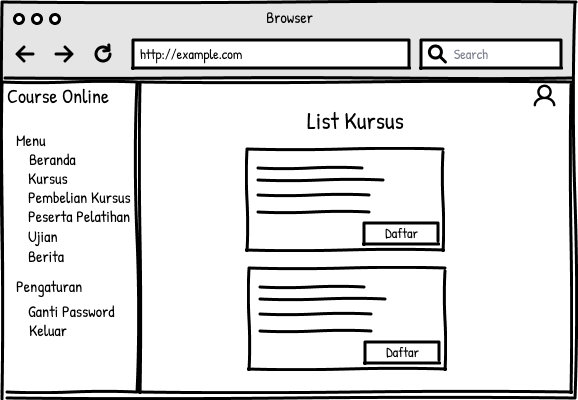 Browser
http://example.com
Search
Course Online
Menu
Beranda
Kursus
Pembelian Kursus
Peserta Pelatihan
Ujian
Berita
Pengaturan
Ganti Password
Keluar
List Kursus
Daftar
Daftar